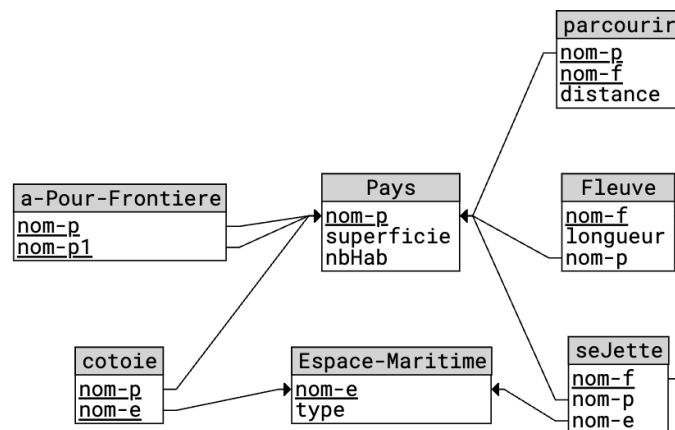 parcourir
nom-p
nom-f
distance
a-Pour-Frontiere
nom-p
nom-p1
Pays
nom-p
superficie
nbHab
Fleuve
nom-f
longueur
nom-p
cotoie
nom-p
nom-e
Espace-Maritime
nom-e
type
seJette
nom-f
nom-p
nom-e